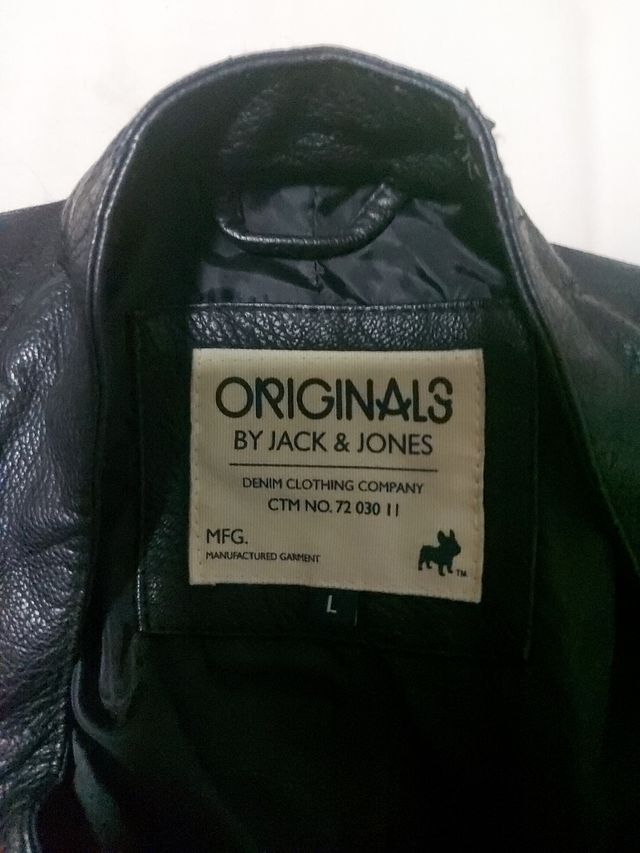 ORIGINALS
BY JACK & JONES
DENIM CLOTHING COMPANY
CTM NO. 72 030 11
MFG.
MANUFACTURED GARMENT
TM
L